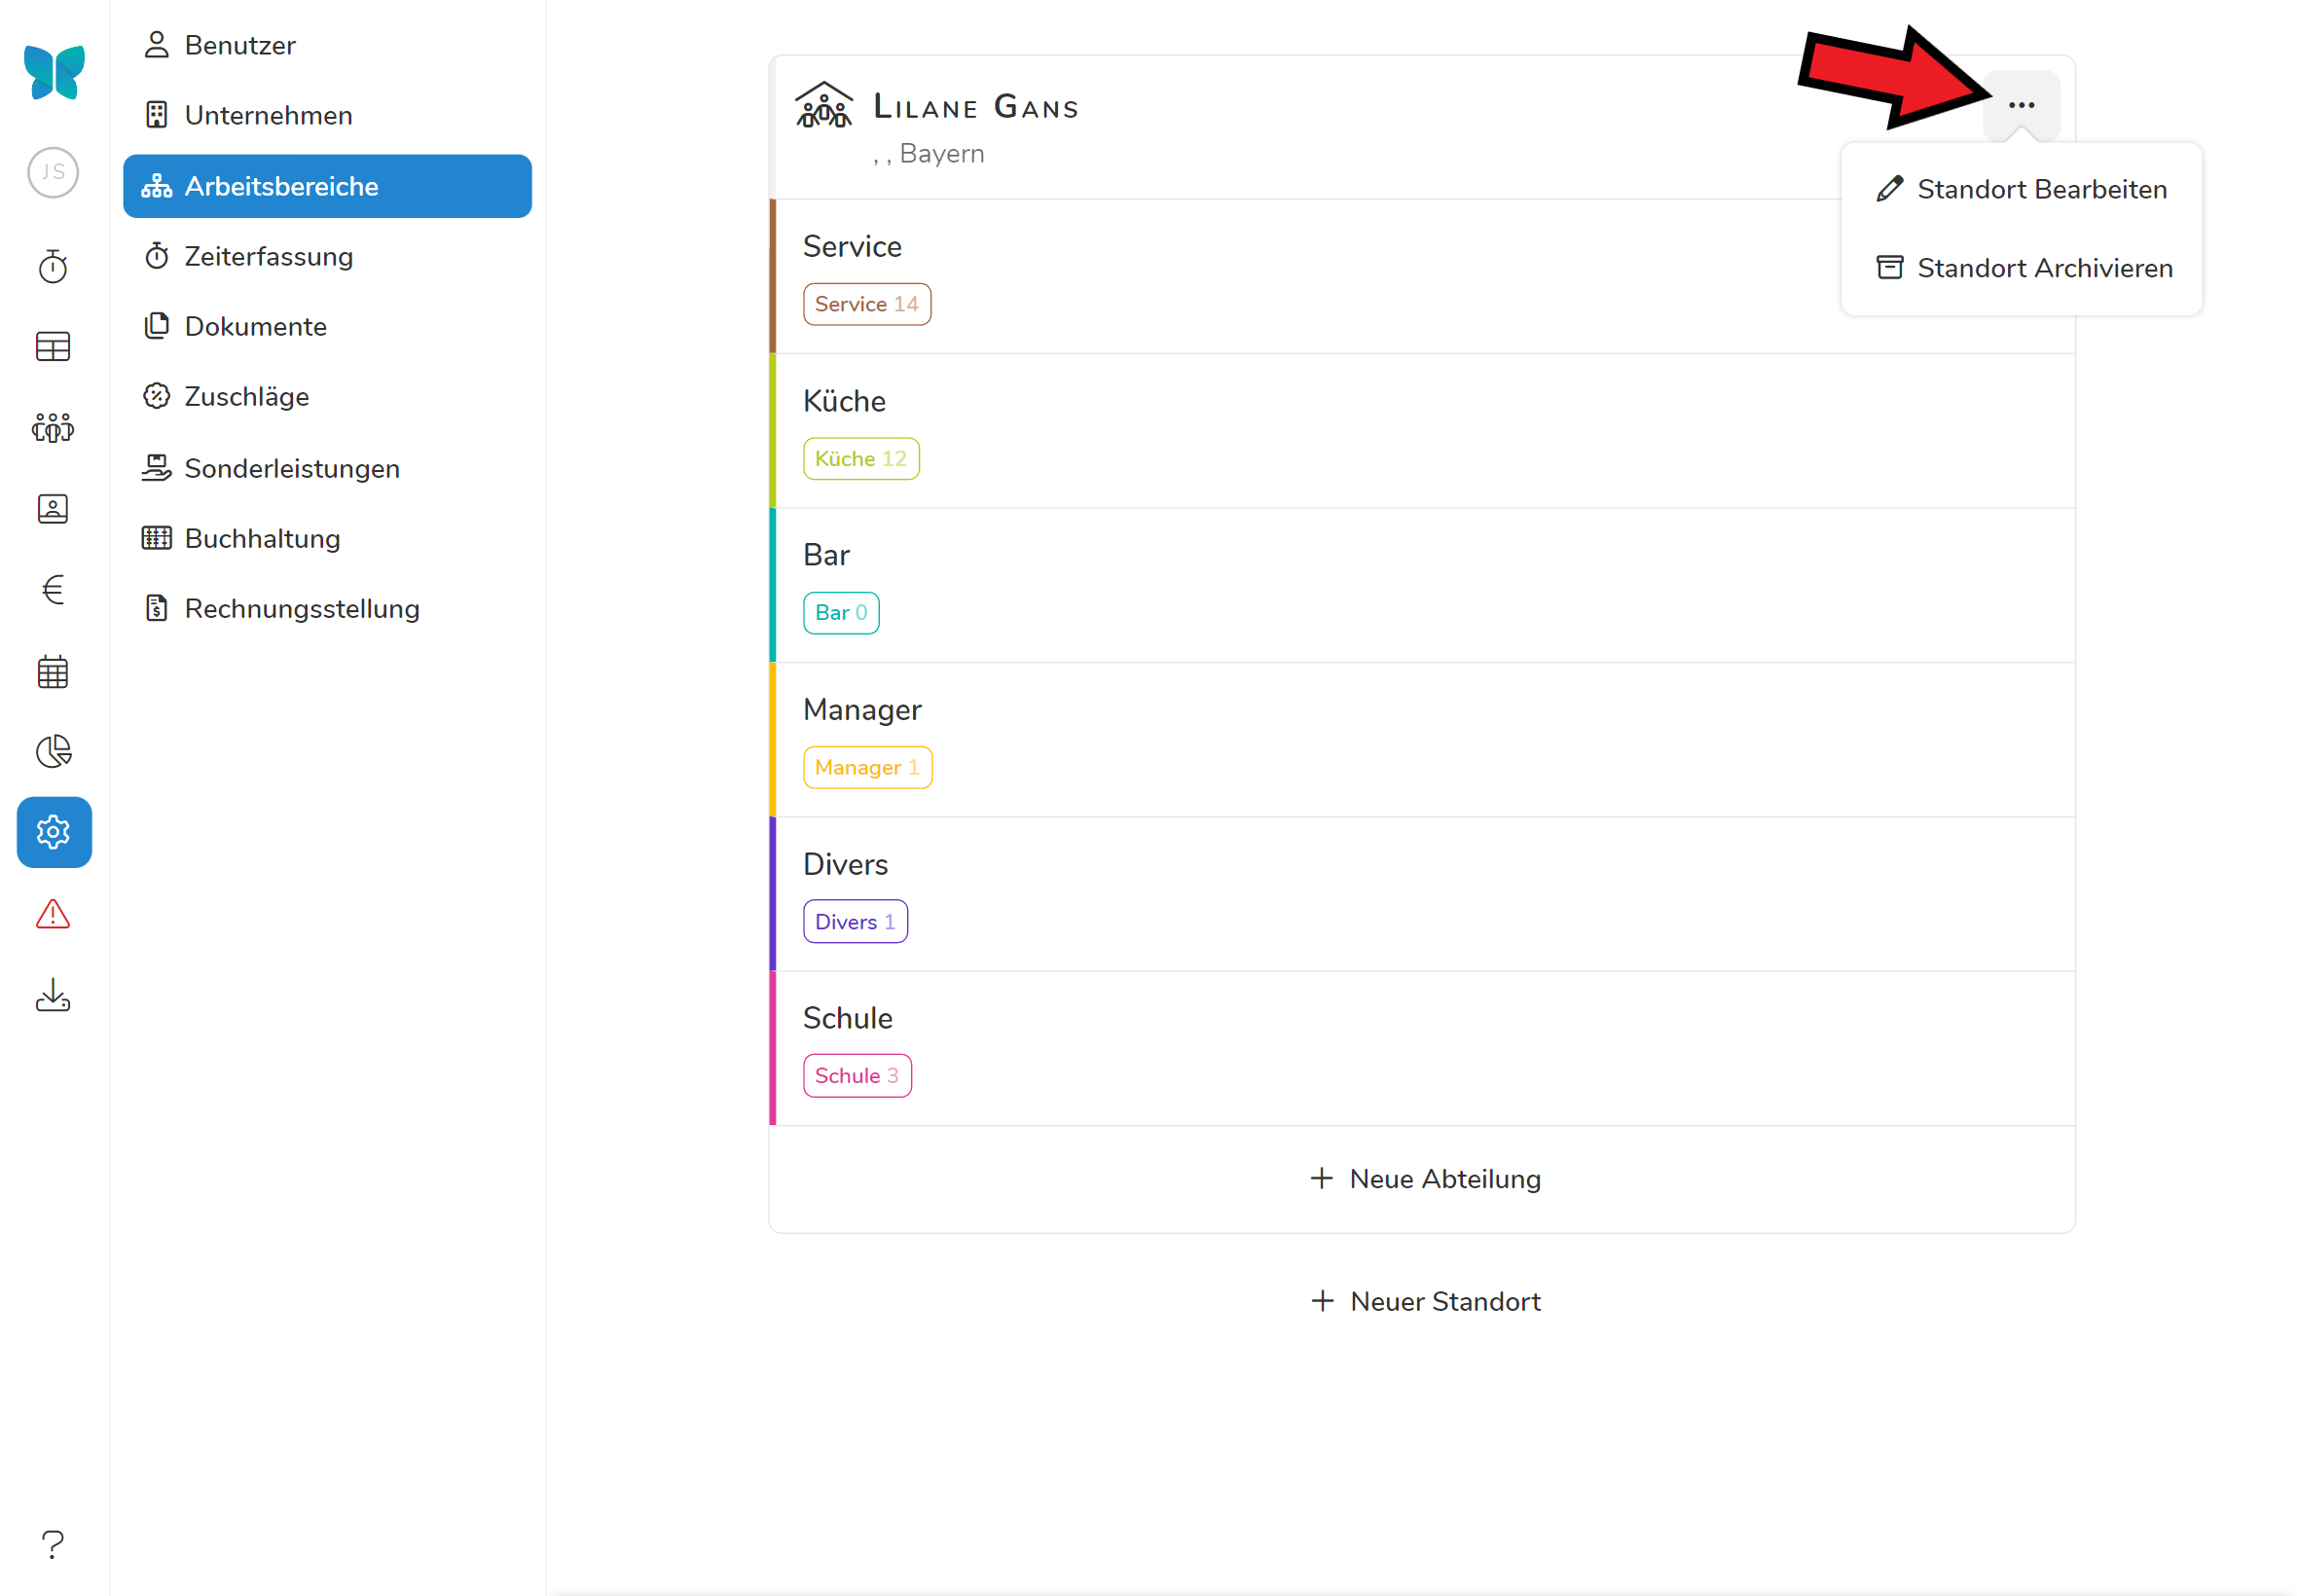 JS
Benutzer
Unternehmen
Arbeitsbereiche
Zeiterfassung
Dokumente
Zuschläge
Sonderleistungen
Buchhaltung
Rechnungsstellung
?
LILANE GANS
, , Bayern
Standort Bearbeiten
Standort Archivieren
Service
Service 14
Küche
Küche 12
Bar
Bar 0
Manager
Manager 1
Divers
Divers 1
Schule
Schule 3
+ Neue Abteilung
+ Neuer Standort